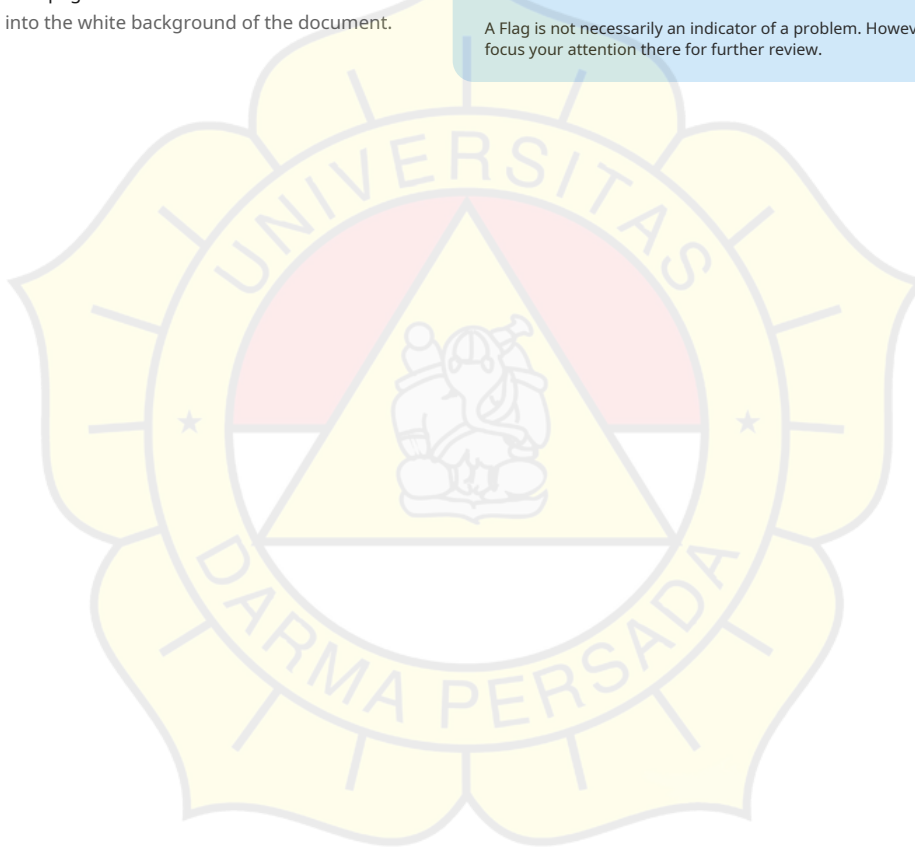 into the white background of the document.
A Flag is not necessarily an indicator of a problem. Howev
focus your attention there for further review.
UNIVERSITAS
DARMA PERSADA